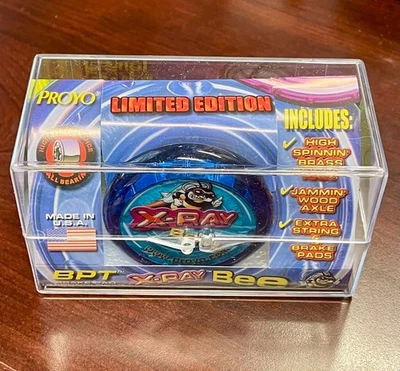 PROYO
LIMITED EDITION
INCLUDES:
HIGH
SPINNIN'
BRASS
JAMMIN'
WOOD
AXLE
EXTRA
STRING
BRAKE
PADS
MADE IN
U.S.A.
X-RAY
BPT
X-RAY Bee